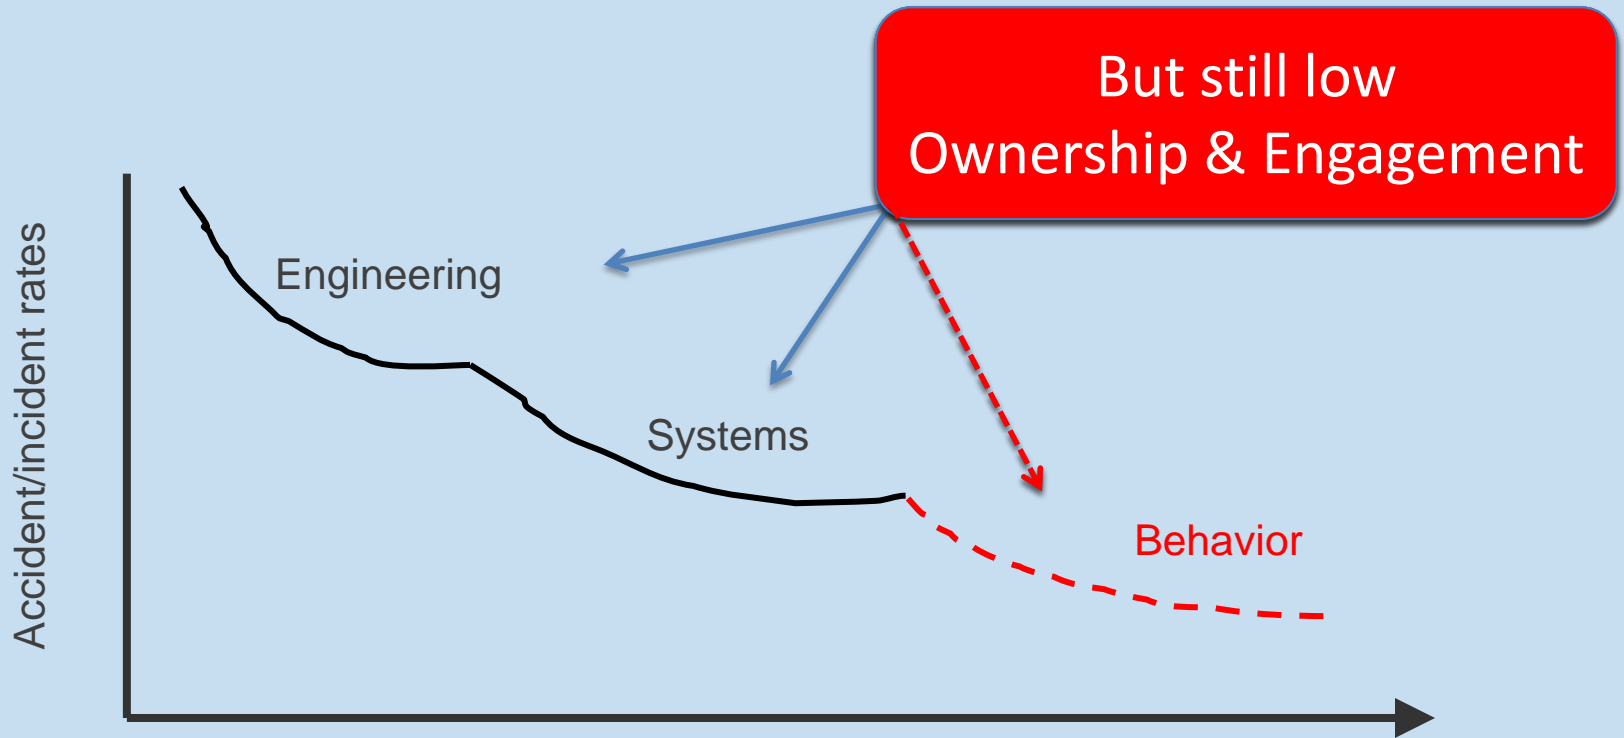 But still low
Ownership & Engagement
Accident/incident rates
Engineering
Systems
Behavior